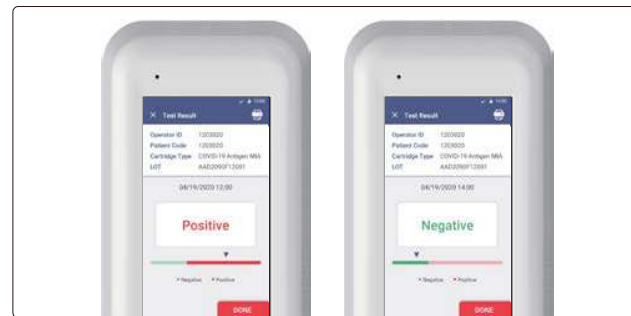 11:00
× Test Result
Operator ID 1203020
Patient Code 1203020
Cartridge Type COVID-19 Antigen MIA
LOT
04/19/2020 12:00
Positive
Negative Positive
DONE
× Test Result
Operator ID 1203020
Patient Code 1203020
Cartridge Type COVID-19 Antigen MIA
LOT
04/19/2020 14:00
Negative
Negative Positive
DONE